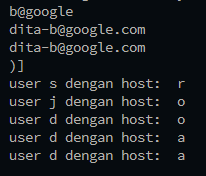 b@google
dita-b@google.com
dita-b@google.com
)]
user s dengan host:  r
user j dengan host:  o
user d dengan host:  o
user d dengan host:  a
user d dengan host:  a